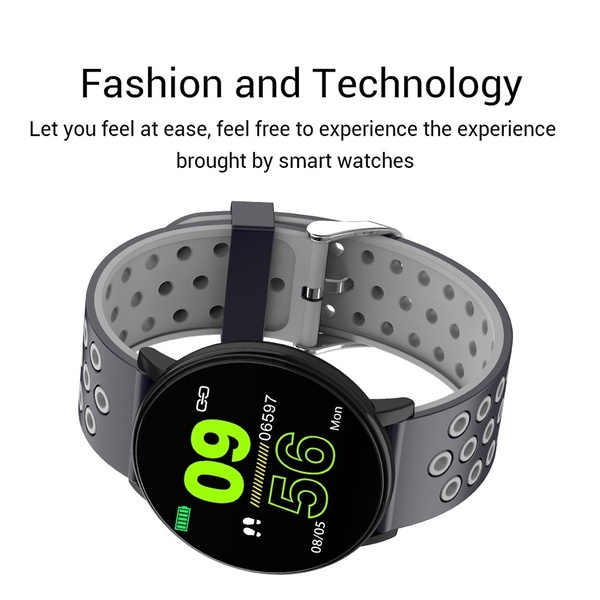 Fashion and Technology
Let you feel at ease, feel free to experience the experience
brought by smart watches
09
06597
56
Mon
08/05